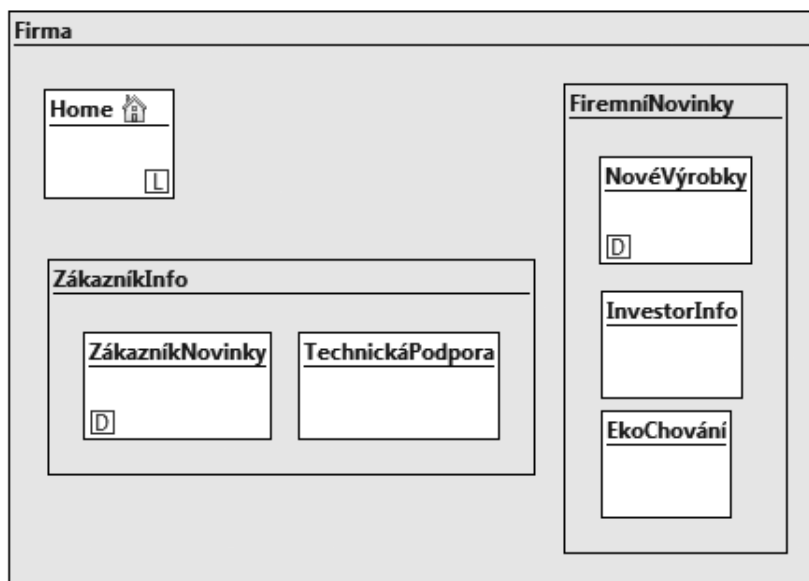 Firma
Home
L
FiremníNovinky
NovéVýrobky
D
ZákazníkInfo
InvestorInfo
ZákazníkNovinky
TechnickáPodpora
D
EkoChování